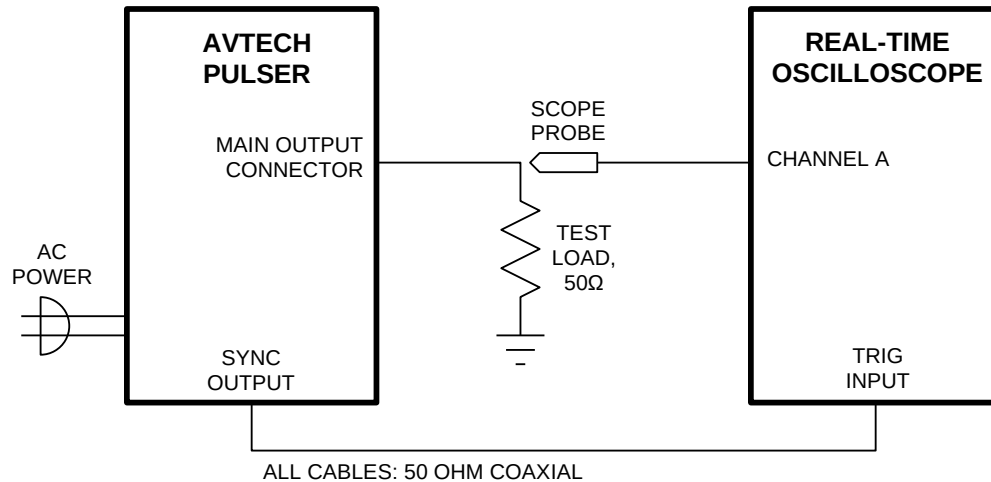 AVTECH
PULSER
MAIN OUTPUT
CONNECTOR
AC
POWER
SYNC
OUTPUT
SCOPE
PROBE
TEST
LOAD,
50Ω
REAL-TIME
OSCILLOSCOPE
CHANNEL A
TRIG
INPUT
ALL CABLES: 50 OHM COAXIAL